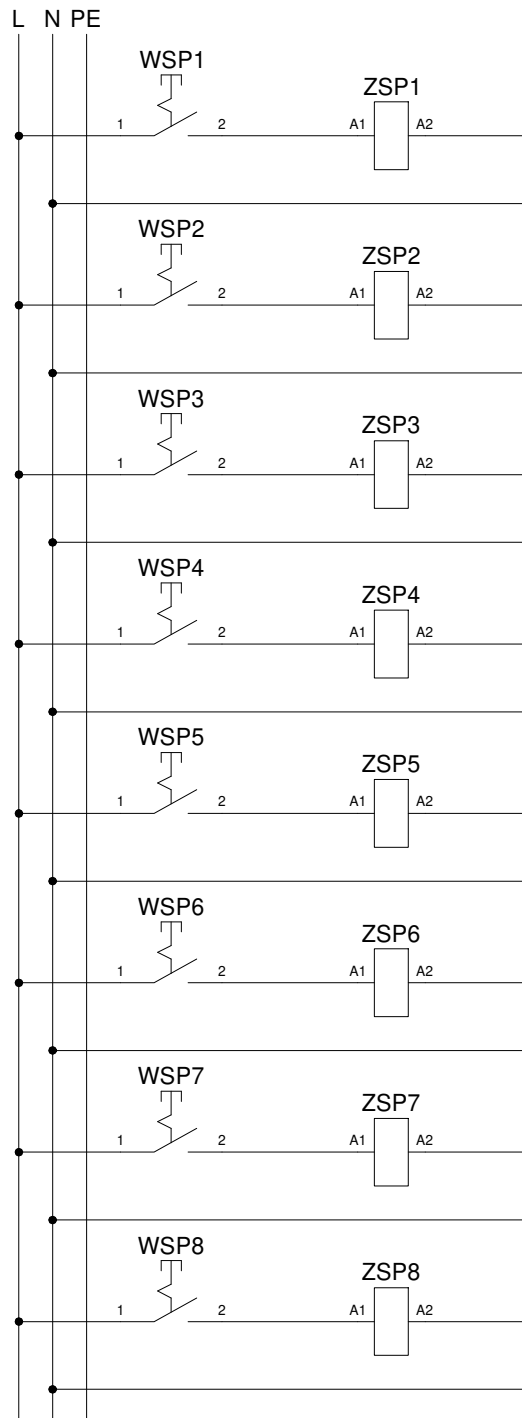 L N PE
WSP1
ZSP1
1 2 A1 A2
WSP2
ZSP2
1 2 A1 A2
WSP3
ZSP3
1 2 A1 A2
WSP4
ZSP4
1 2 A1 A2
WSP5
ZSP5
1 2 A1 A2
WSP6
ZSP6
1 2 A1 A2
WSP7
ZSP7
1 2 A1 A2
WSP8
ZSP8
1 2 A1 A2